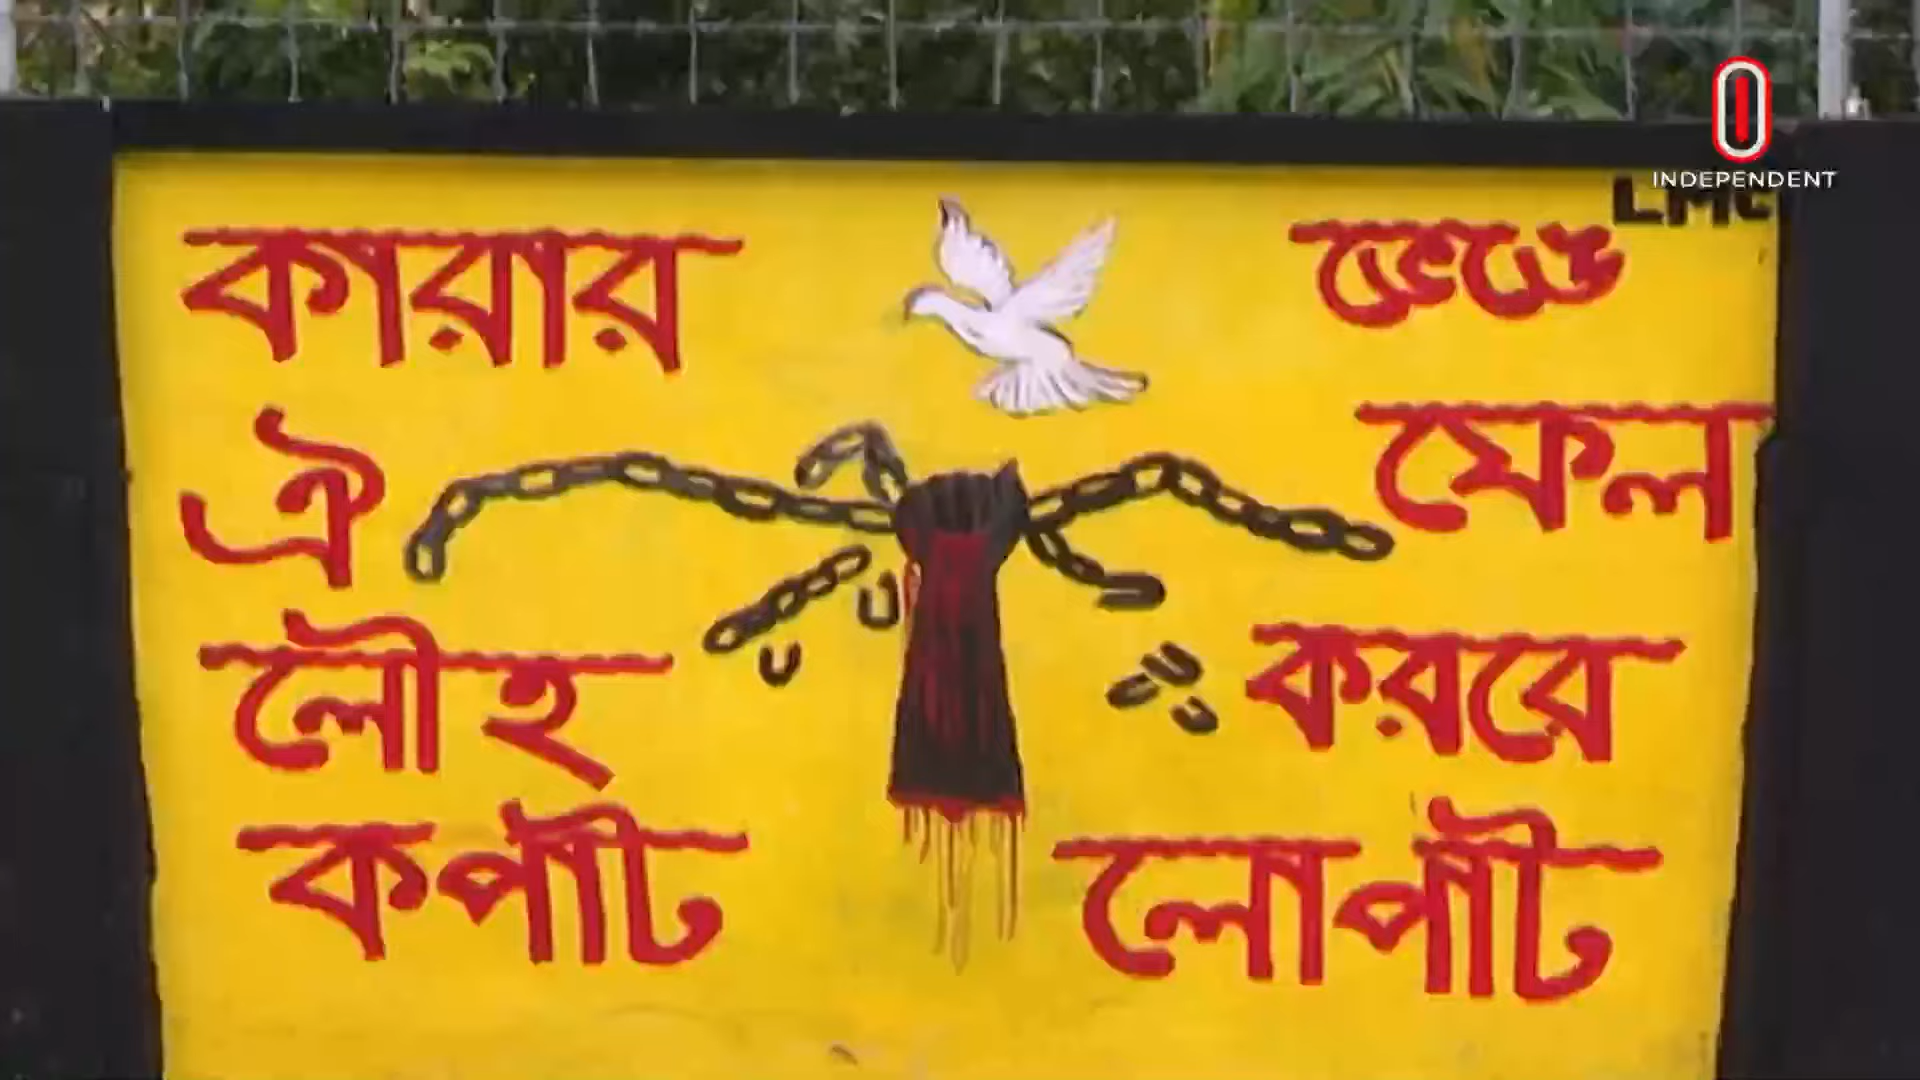 কারার
ঐ
লৌহ
কপাট
ভেঙে
ফেল
কররে
লোপাট
INDEPENDENT